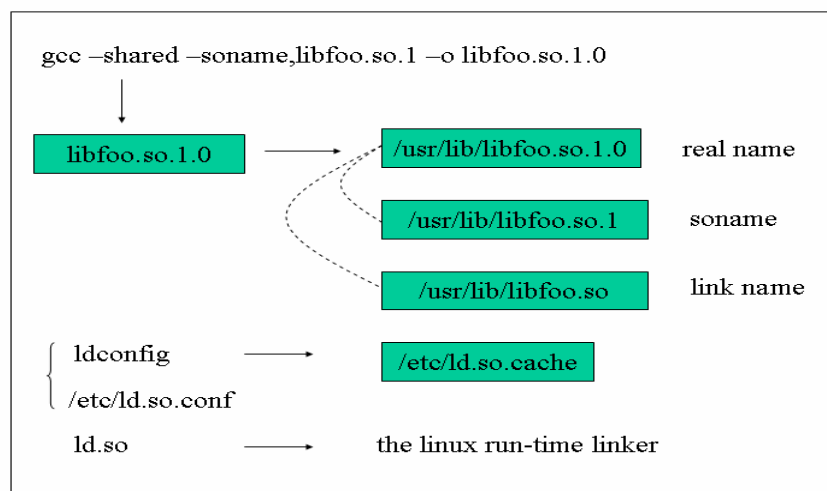 gcc –shared –soname,libfoo.so.1 –o libfoo.so.1.0
libfoo.so.1.0
/usr/lib/libfoo.so.1.0
real name
/usr/lib/libfoo.so.1
soname
/usr/lib/libfoo.so
link name
ldconfig
/etc/ld.so.cache
/etc/ld.so.conf
ld.so
the linux run-time linker